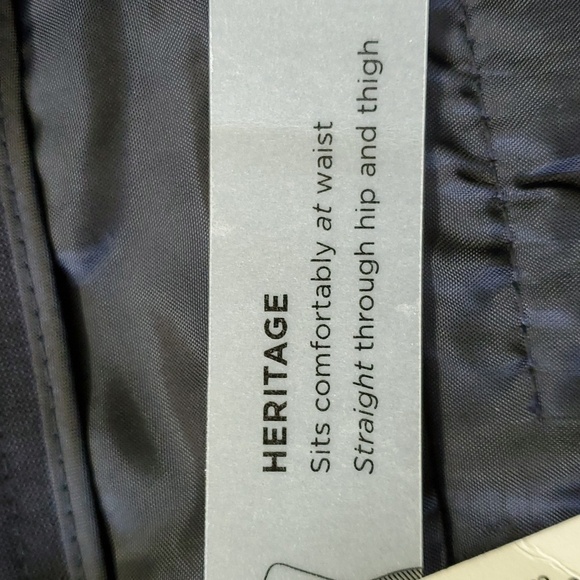 HERITAGE
Sits comfortably at waist
Straight through hip and thigh